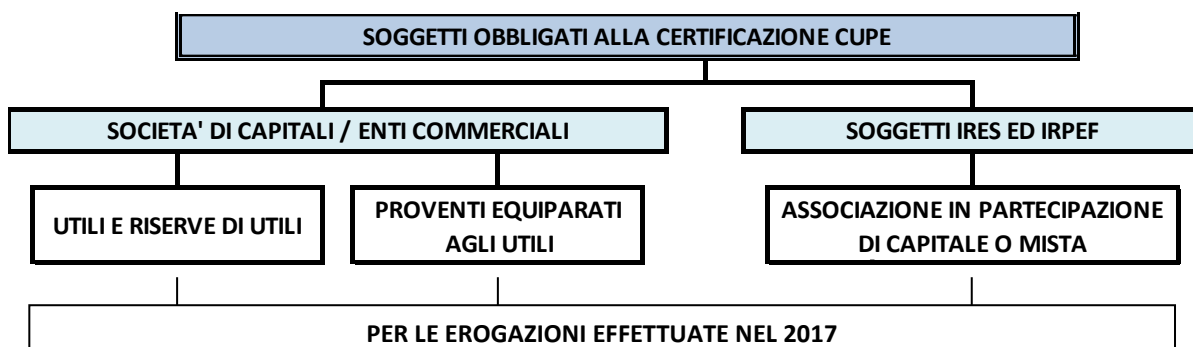 SOGGETTI OBBLIGATI ALLA CERTIFICAZIONE CUPE
SOCIETA' DI CAPITALI / ENTI COMMERCIALI
SOGGETTI IRES ED IRPEF
UTILI E RISERVE DI UTILI
PROVENTI EQUIPARATI
AGLI UTILI
ASSOCIAZIONE IN PARTECIPAZIONE
DI CAPITALE O MISTA
PER LE EROGAZIONI EFFETTUATE NEL 2017